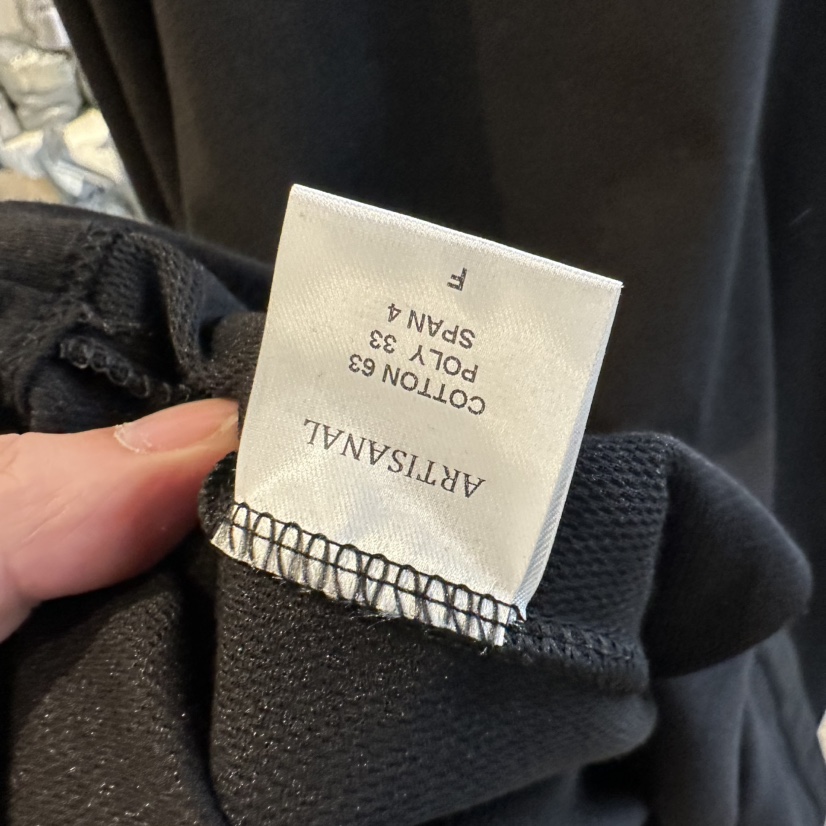 ARTISANAL
COTTON 63
POLY 33
SPAN 4
F